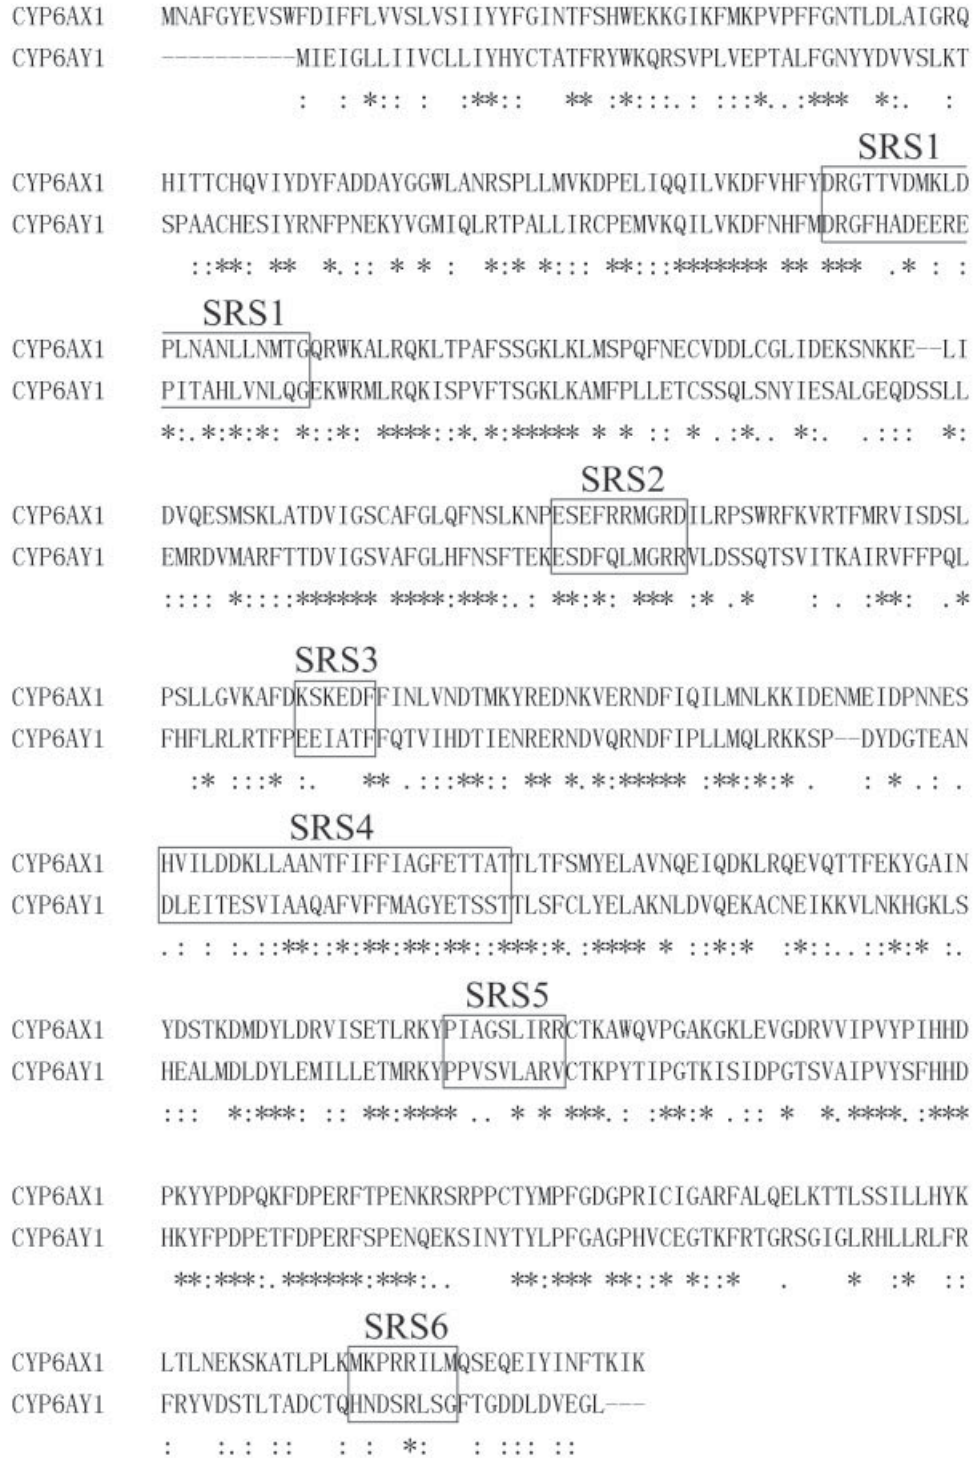 CYP6AX1 MNAFGYEVSWFDIFFLVVSLVSIIYYFGINTFSHWEKKGIKFMKPVPFFGNTLDLAIGRQ
CYP6AY1 ----------MIEIGLLIIVCLLIYHYCTATFRYWKQRSVPLVEPTALFGNYYDVVSLKT
: : *:: : :**:: ** :*:::.: :::*..:*** *:. :
SRS1
CYP6AX1 HITTCHQVIYDYFADDAYGGWLANRSPLLMVKDPELIQQILVKDFVHFYDRGTTVDMKLD
CYP6AY1 SPAACHESIYRNFPNEKYVGMIQLRTPALLIRCPEMVKQILVKDFNHFMDRGFHADEERE
::**: ** *.:: * * : *:* *::: **:::******* ** *** .* : :
SRS1
CYP6AX1 PLNANLLNMTGQRWKALRQKLTPAFSSGKLKLMSPQFNECVDDLCGLIDEKSNKKE--LI
CYP6AY1 PITAHLVNLQGEKWRMLRQKISPVFTSGKLKAMFPLLETCSSQLSNYIESALGEQDSSLL
*:.*:*:*: *::*: ****::*.*:***** * * :: * .:*.. *:. .::: *:
SRS2
CYP6AX1 DVQESMSKLATDVIGSCAFGLQFNSLKNPESEFRRMGRDILRPSWRFKVRTFMRVISDSL
CYP6AY1 EMRDVMARFTTDVIGSVAFGLHFNSFTEKESDFQLMGRRVLDSSQTSVITKAIRVFFPQL
:::: *::::****** ****:***:.: **:*: *** :* .* : . :**: .*
SRS3
CYP6AX1 PSLLGVKAFDKSKEDFFINLVNDTMKYREDNKVERNDFIQILMNLKKIDENMEIDPNNES
CYP6AY1 FHFLRLRTFPEEIATFFQTVIHDTIENRERNDVQRNDFIPLLMQLRKKSP--DYDGTEAN
:* :::* :. ** .:::**:: ** *.*:***** :**:*:* . : * .: .
SRS4
CYP6AX1 HVILDDKLLAANTFIFFIAGFETTATTLTFSMYELAVNQEIQDKLRQEVQTTFEKYGAIN
CYP6AY1 DLEITESVIAAQAFVFFMAGYETSSTTLSFCLYELAKNLDVQEKACNEIKKVLNKHGKLS
.: : :.::**::*:**:**:**::***:*.:**** * ::*:* :*::..::*:* :.
SRS5
CYP6AX1 YDSTKDMDYLDRVISETLRKYPIAGSLIRRCTKAWQVPGAKGKLEVGDRVVIPVYPIHHD
CYP6AY1 HEALMDLDYLEMILLETMRKYPPVSVLARVCTKPYTIPGTKISIDPGTSVAIPVYSFHHD
::: *:***: :: **:**** .. * * ***.: :**:* .:: * *.****.:***
CYP6AX1 PKYYPDPQKFDPERFTPENKRSRPPCTYMPFGDGPRICIGARFALQELKTTLSSILLHYK
CYP6AY1 HKYFPDPETFDPERFSPENQEKSINYTYLPFGAGPHVCEGTKFRTGRSGIGLRHLLRLFR
**:***:.******:***:.. **:*** **::* *::* . * :* ::
SRS6
CYP6AX1 LTLNEKSKATLPLKMKPRRILMQSEQEIYINFTKIK
CYP6AY1 FRYVDSTLTADCTQHNDSRLSGFTGDDLDVEGL---
: :.: :: : : *: : ::: ::